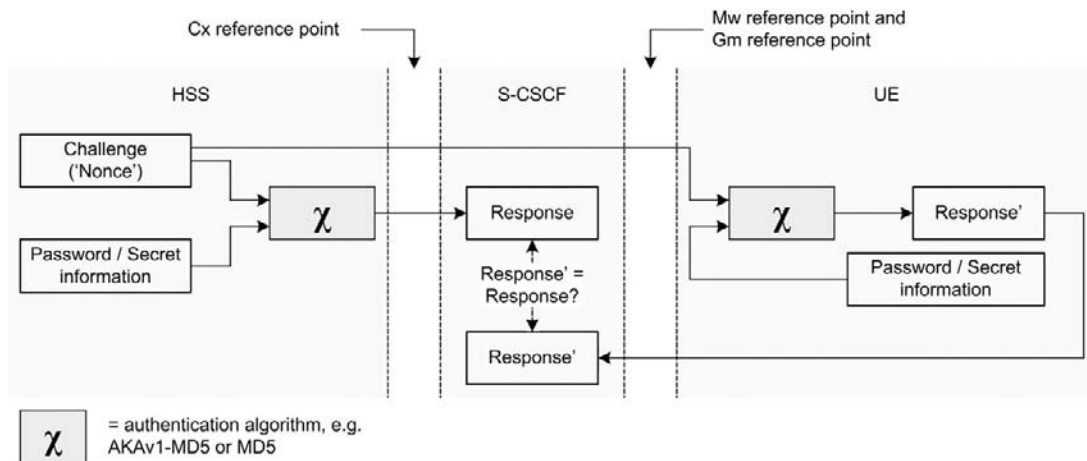 Cx reference point
Mw reference point and
Gm reference point
HSS
S-CSCF
UE
Challenge
(‘Nonce’)
χ
Response
χ
Response’
Password / Secret
information
Response’ =
Response?
Password / Secret
information
Response’
χ
= authentication algorithm, e.g.
AKAv1-MD5 or MD5